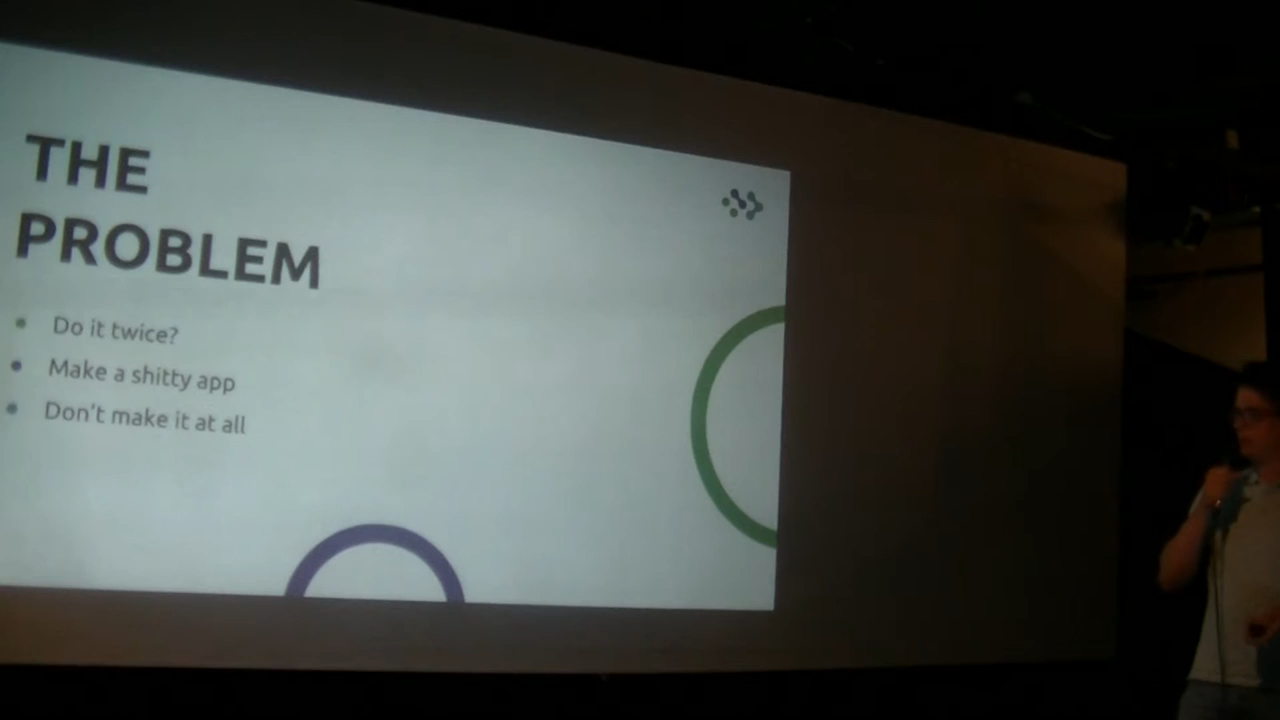 THE
PROBLEM
Do it twice?
Make a shitty app
Don't make it at all